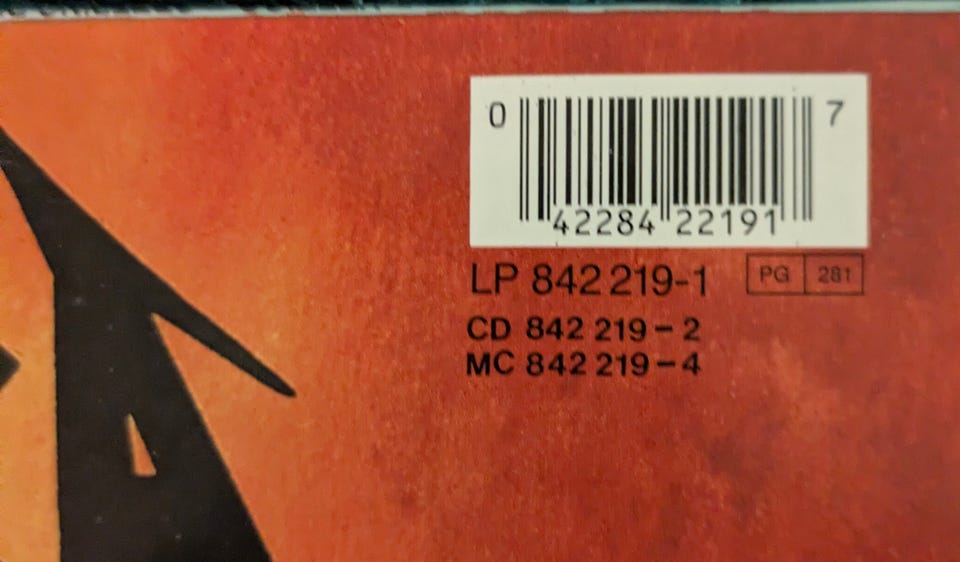 0 42284 22191 7
LP 842 219-1 PG 281
CD 842 219 - 2
MC 842 219 - 4